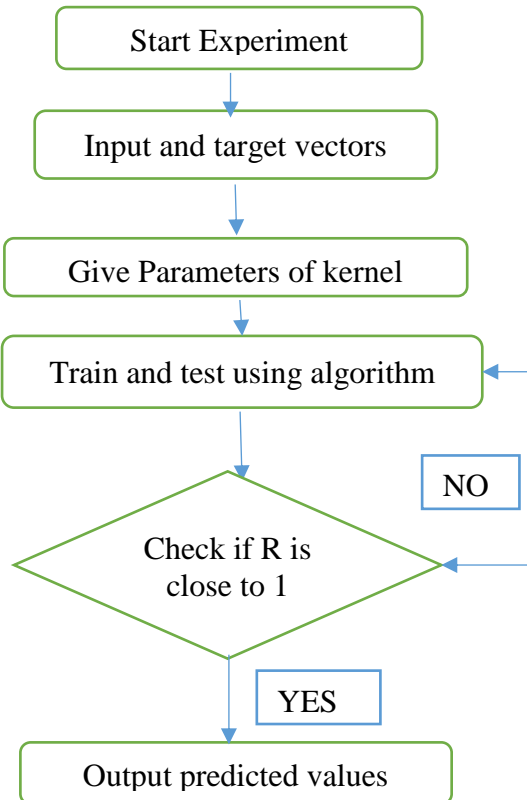 Start Experiment
Input and target vectors
Give Parameters of kernel
Train and test using algorithm
NO
Check if R is
close to 1
YES
Output predicted values